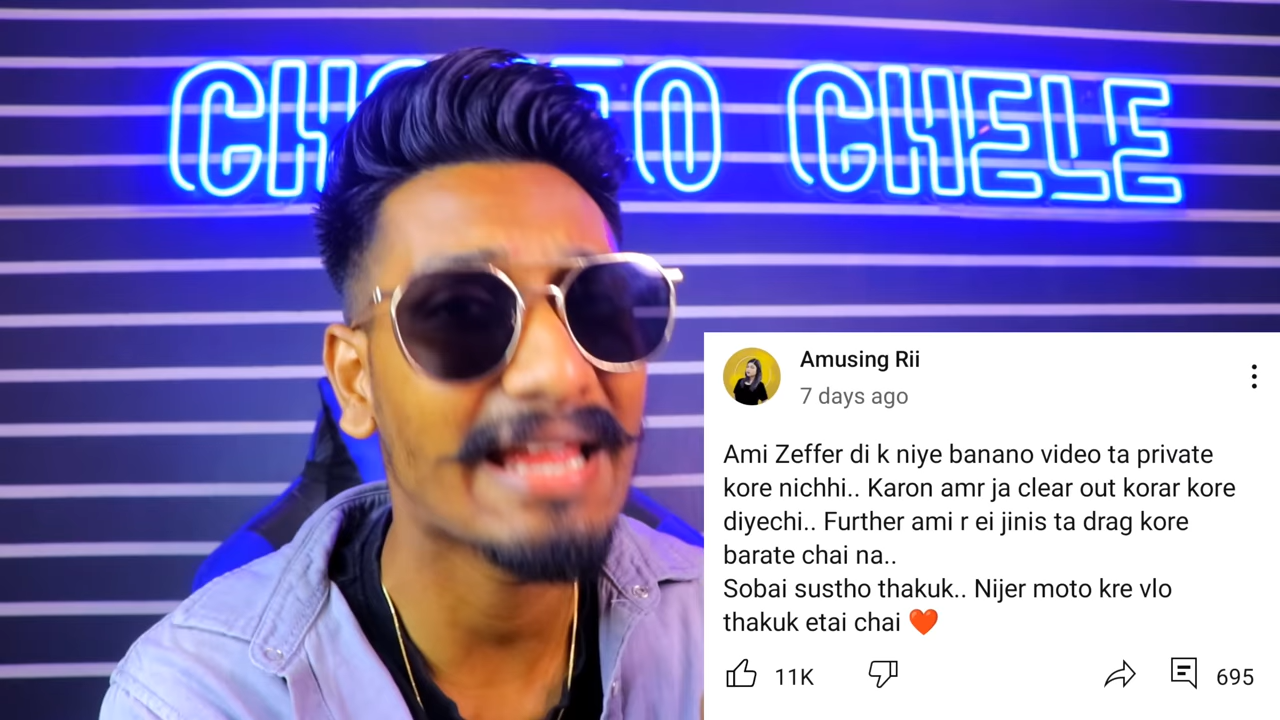 CHELE
Amusing Rii
7 days ago
Ami Zeffer di k niye banano video ta private
kore nichhi.. Karon amr ja clear out korar kore
diyechi.. Further ami r ei jinis ta drag kore
barate chai na..
Sobai sustho thakuk.. Nijer moto kre vlo
thakuk etai chai ❤️
11K
695